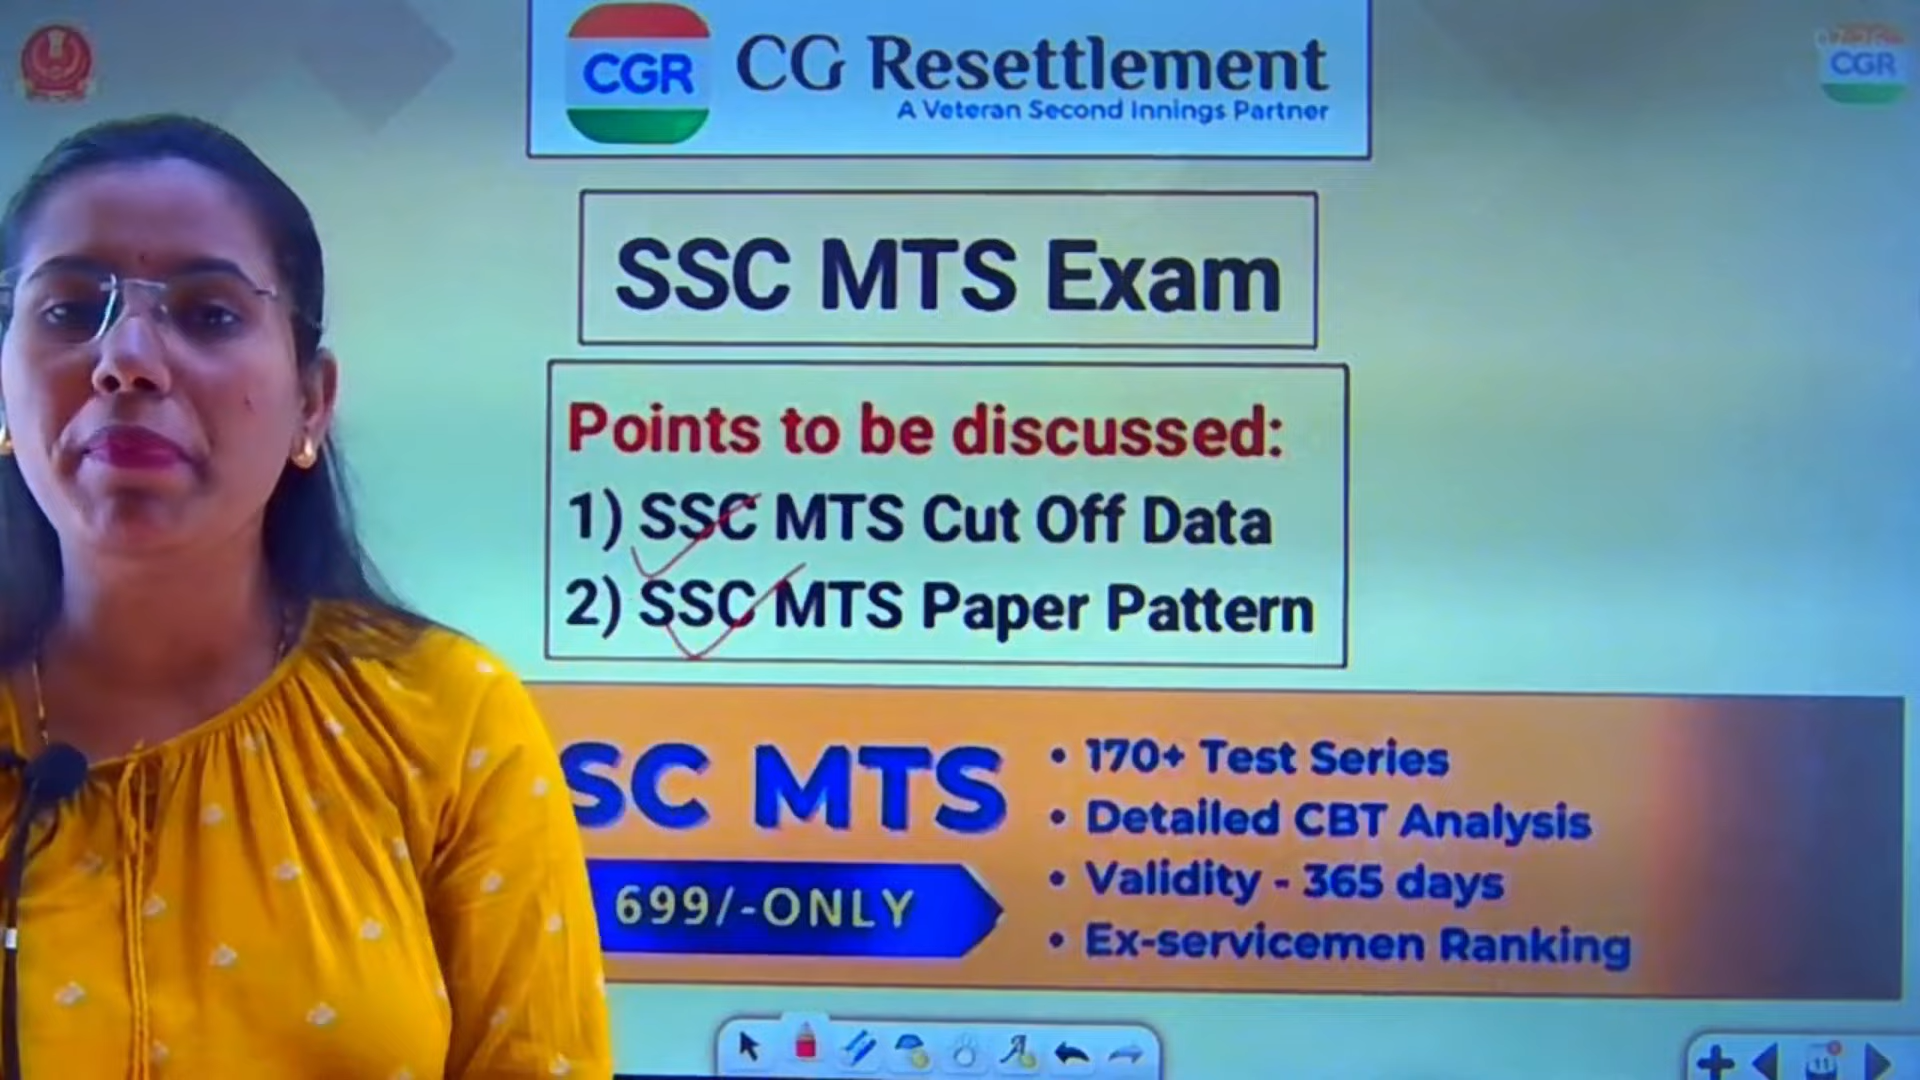 CGR
CG Resettlement
A Veteran Second Innings Partner
CGR
SSC MTS Exam
Points to be discussed:
1) SSC MTS Cut Off Data
2) SSC MTS Paper Pattern
SC MTS
699/-ONLY
• 170+ Test Series
• Detailed CBT Analysis
• Validity - 365 days
• Ex-servicemen Ranking
11